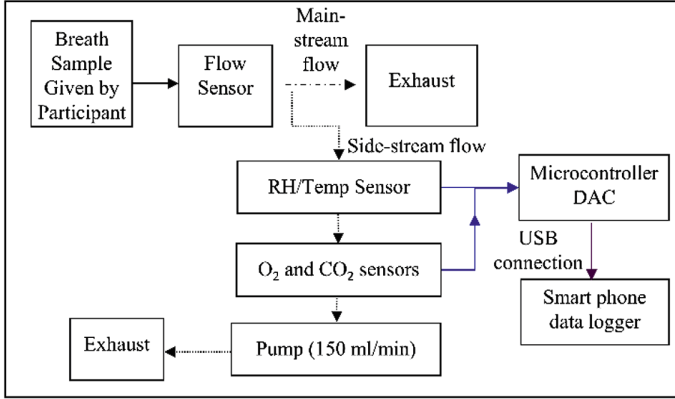 Breath
Sample
Given by
Participant
Flow
Sensor
Main-
stream
flow
Exhaust
Side-stream flow
RH/Temp Sensor
Microcontroller
DAC
O₂ and CO₂ sensors
USB
connection
Smart phone
data logger
Exhaust
Pump (150 ml/min)